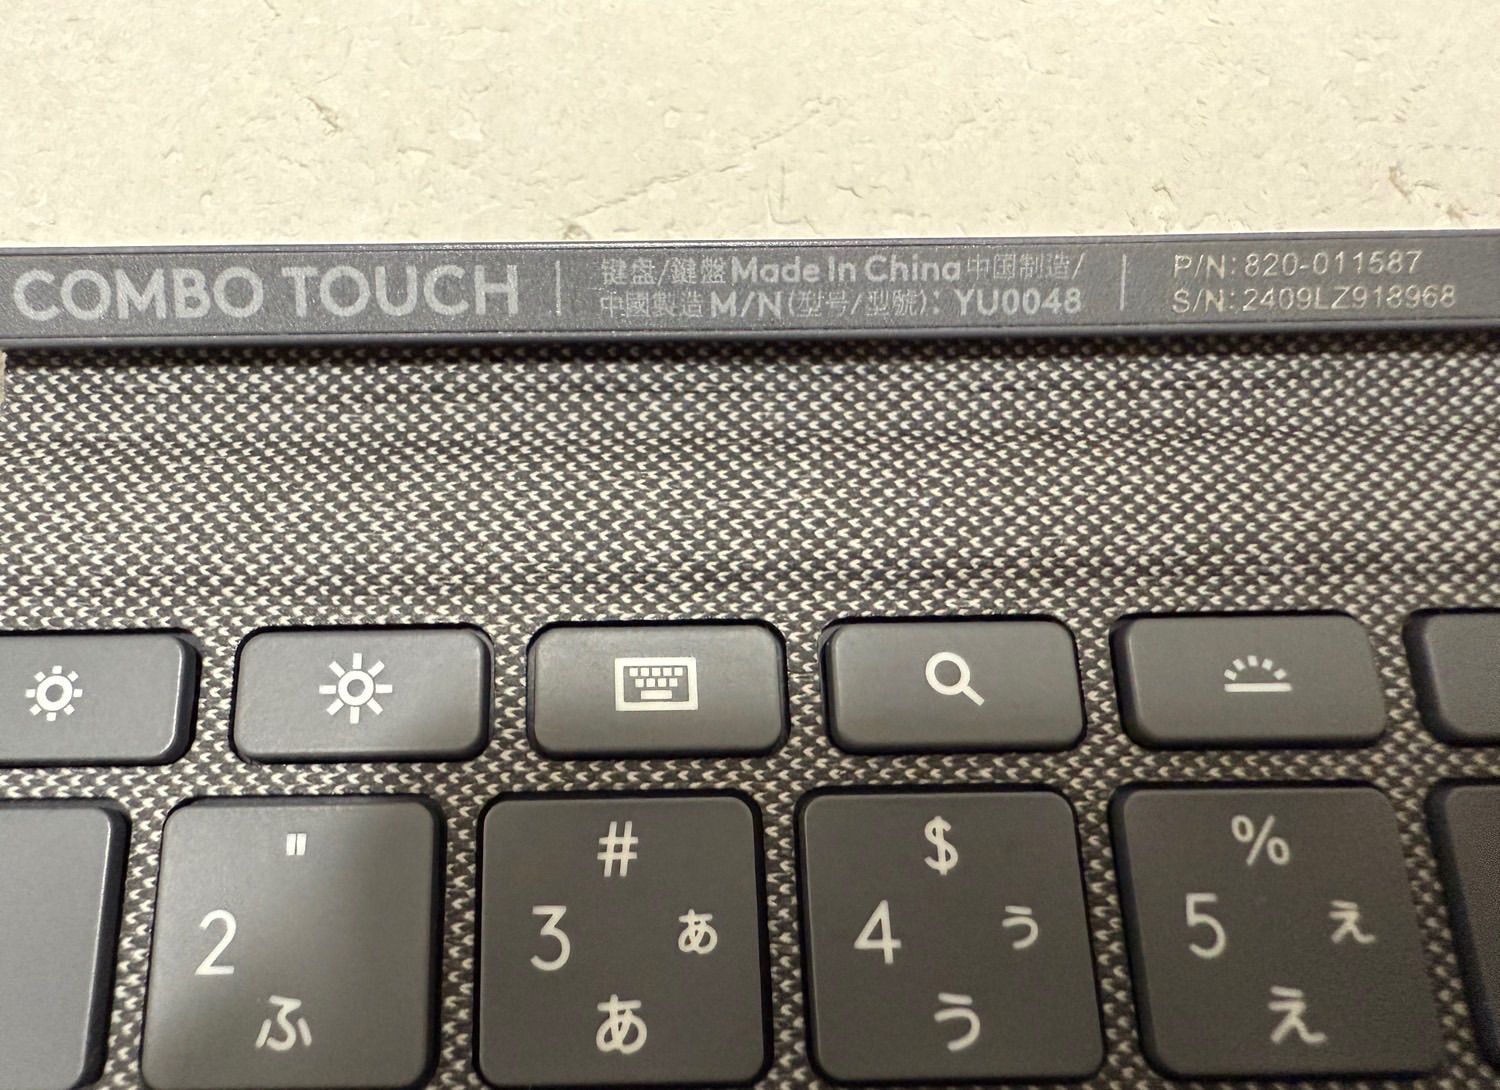 COMBO TOUCH
键盘/鍵盤 Made In China 中国制造/
中國製造 M/N(型号/型號): YU0048
P/N: 820-011587
S/N: 2409LZ918968
"
2
ふ
#
3 ぁ
あ
$
4 ぅ
う
%
5 ぇ
え